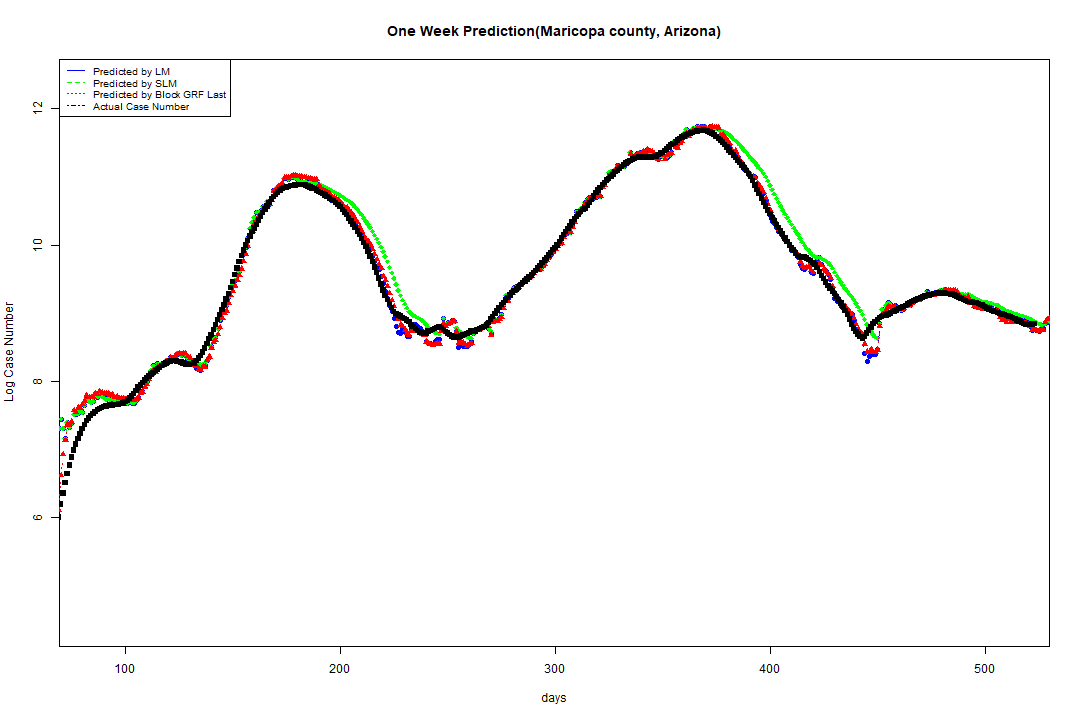 One Week Prediction(Maricopa county, Arizona)
Predicted by LM
Predicted by SLM
Predicted by Block GRF Last
Actual Case Number
12
10
8
6
Log Case Number
100 200 300 400 500
days